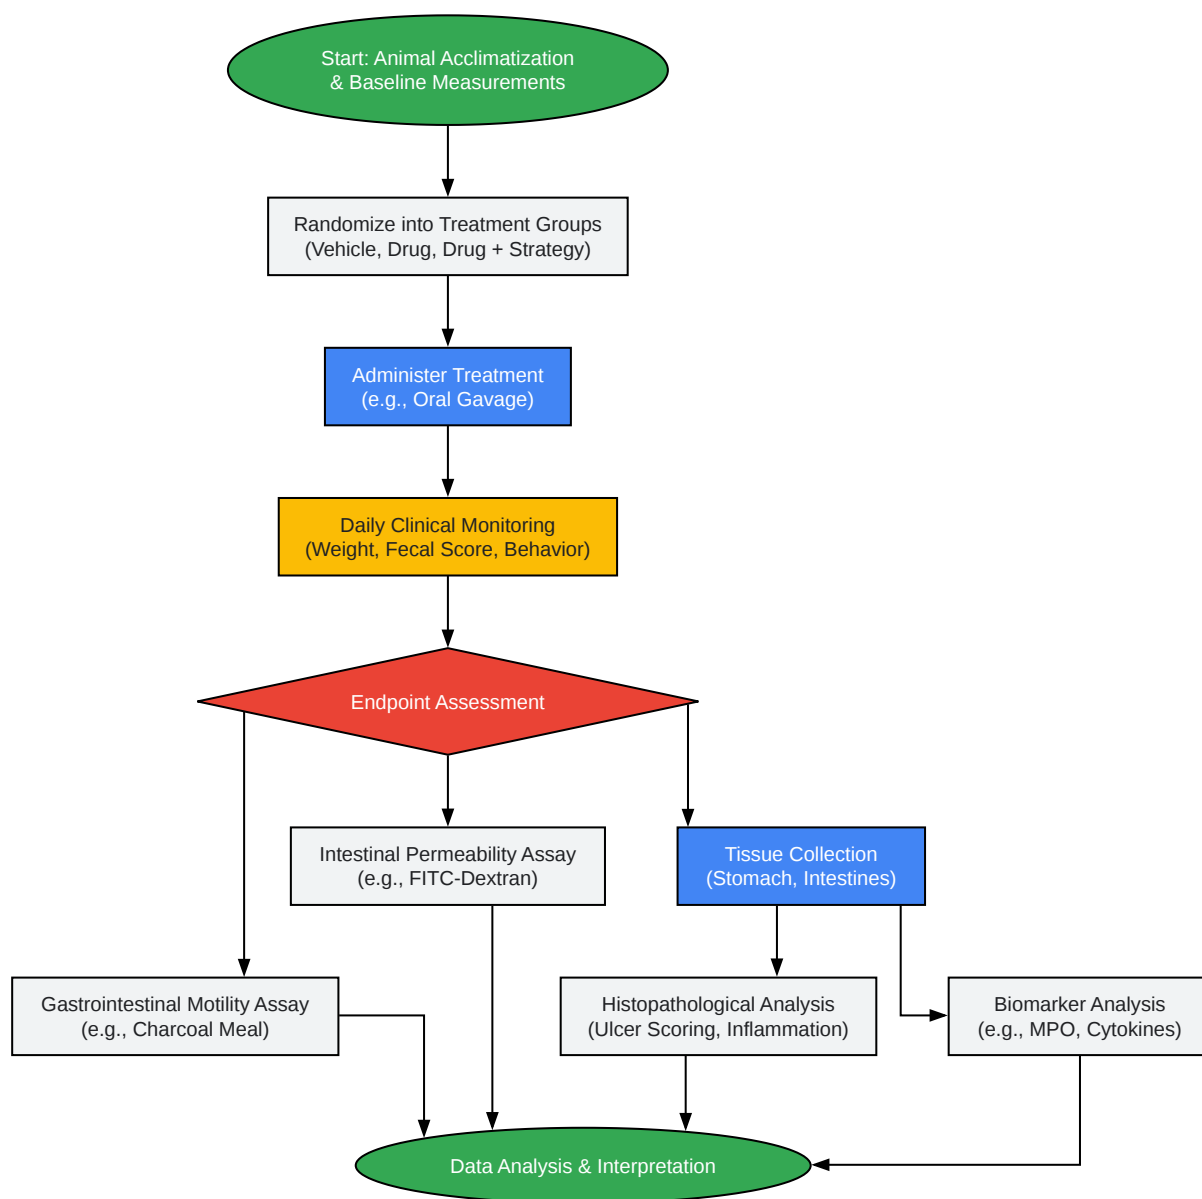 Start: Animal Acclimatization
& Baseline Measurements
Randomize into Treatment Groups
(Vehicle, Drug, Drug + Strategy)
Administer Treatment
(e.g., Oral Gavage)
Daily Clinical Monitoring
(Weight, Fecal Score, Behavior)
Endpoint Assessment
Intestinal Permeability Assay
(e.g., FITC-Dextran)
Tissue Collection
(Stomach, Intestines)
Gastrointestinal Motility Assay
(e.g., Charcoal Meal)
Histopathological Analysis
(Ulcer Scoring, Inflammation)
Biomarker Analysis
(e.g., MPO, Cytokines)
Data Analysis & Interpretation